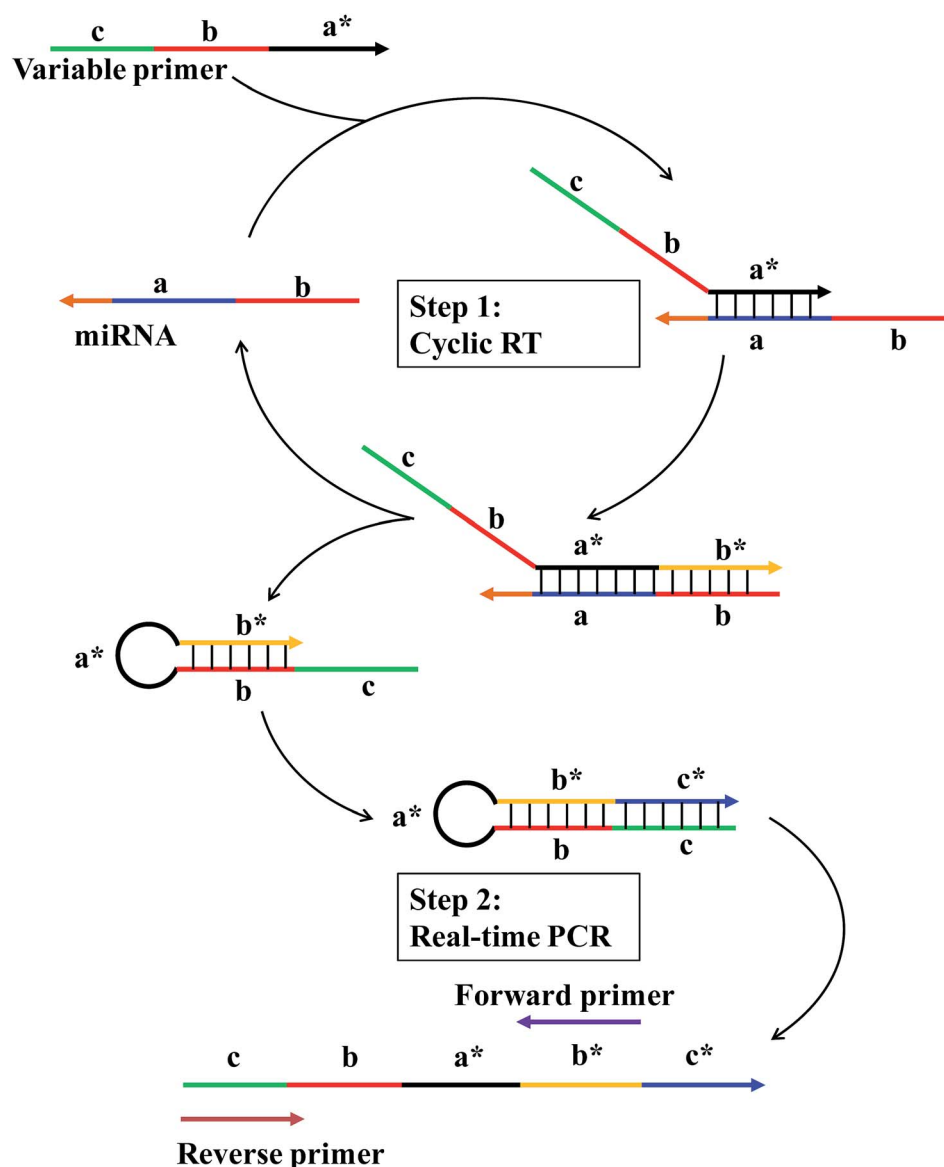 c b a*
Variable primer
c
b
a*
a b
miRNA
Step 1:
Cyclic RT
a b
c
b
a* b*
a b
b*
a*
b c
b* c*
a*
b c
Step 2:
Real-time PCR
Forward primer
c b a* b* c*
Reverse primer